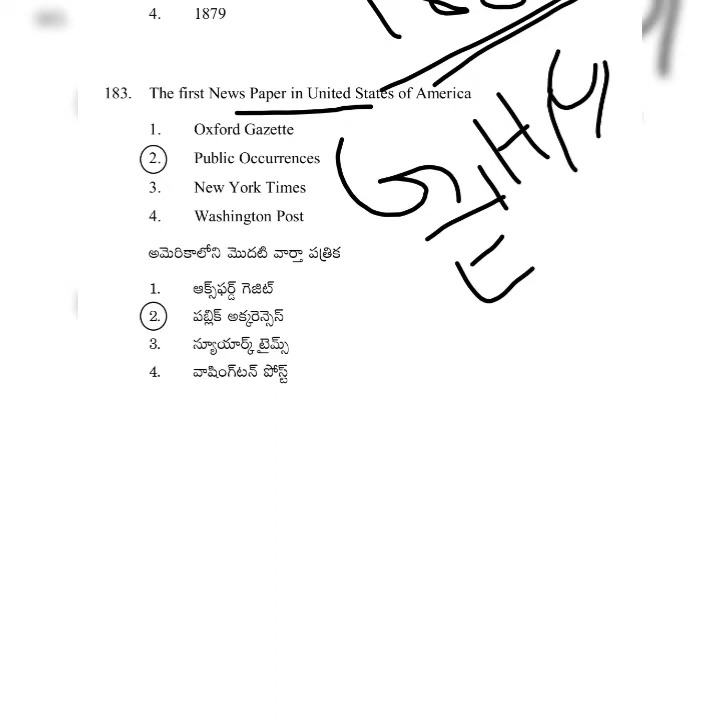 4. 1879
183. The first News Paper in United States of America
1. Oxford Gazette
2. Public Occurrences
3. New York Times
4. Washington Post
అమెరికాలోని మొదటి వార్తా పత్రిక
1. ఆక్స్‌ఫర్డ్ గెజిట్
2. పబ్లిక్ అక్కరెన్సెస్
3. న్యూయార్క్ టైమ్స్
4. వాషింగ్‌టన్ పోస్ట్